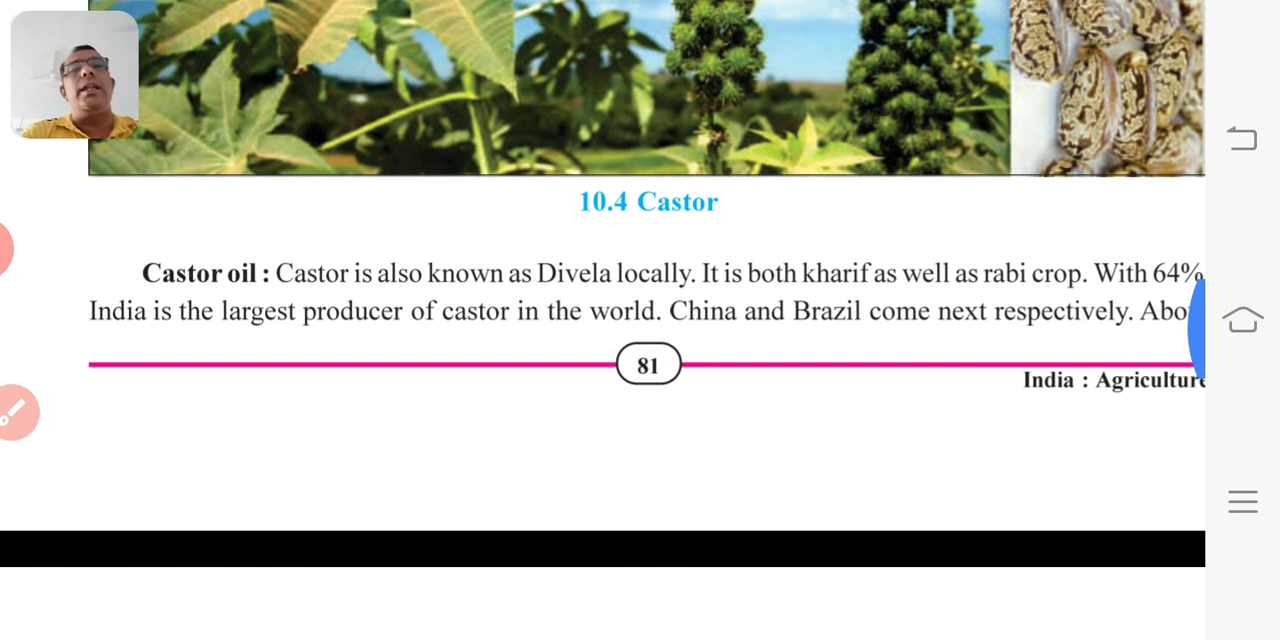 10.4 Castor
Castor oil : Castor is also known as Divela locally. It is both kharif as well as rabi crop. With 64%
India is the largest producer of castor in the world. China and Brazil come next respectively.
81
India : Agriculture